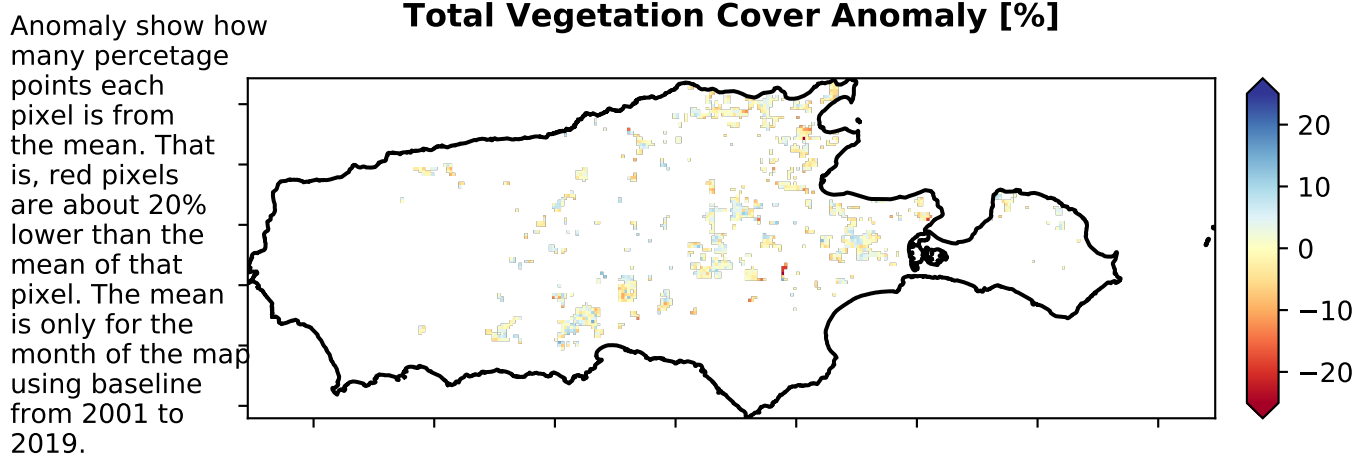 Total Vegetation Cover Anomaly [%]
Anomaly show how
many percetage
points each
pixel is from
the mean. That
is, red pixels
are about 20%
lower than the
mean of that
pixel. The mean
is only for the
month of the map
using baseline
from 2001 to
2019.
20
10
0
−10
−20